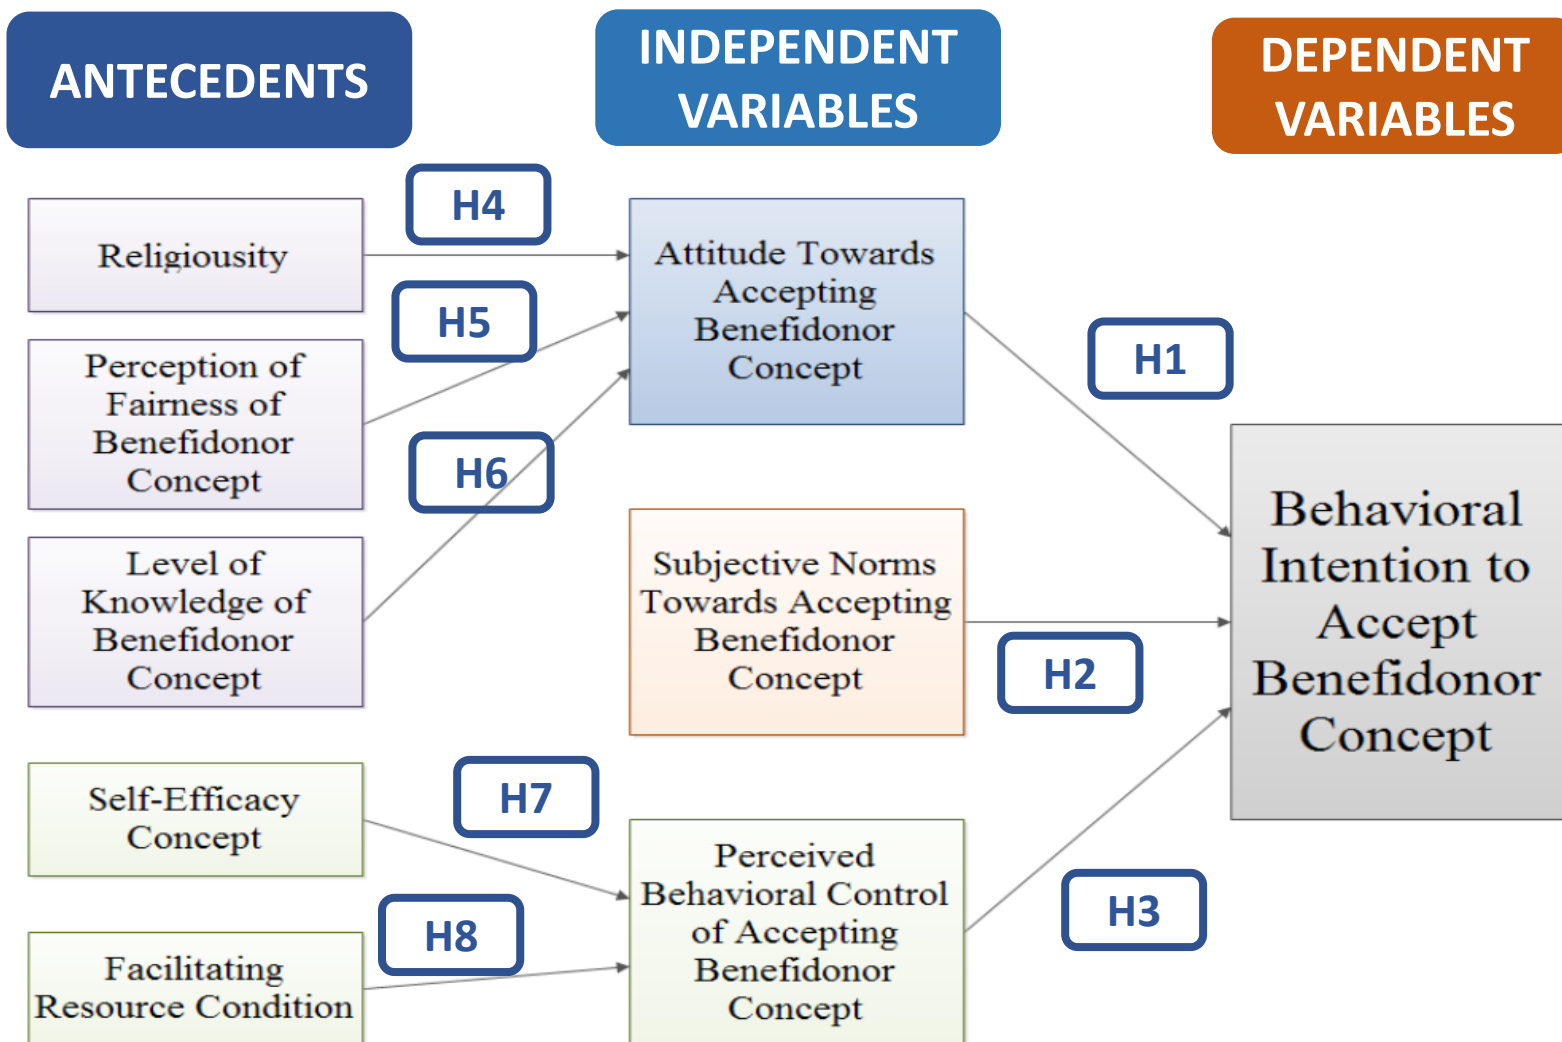 ANTECEDENTS
INDEPENDENT
VARIABLES
DEPENDENT
VARIABLES
Religiousity
Perception of
Fairness of
Benefidonor
Concept
Level of
Knowledge of
Benefidonor
Concept
Self-Efficacy
Concept
Facilitating
Resource Condition
H4
H5
H6
H7
H8
Attitude Towards
Accepting
Benefidonor
Concept
Subjective Norms
Towards Accepting
Benefidonor
Concept
Perceived
Behavioral Control
of Accepting
Benefidonor
Concept
H1
H2
H3
Behavioral
Intention to
Accept
Benefidonor
Concept